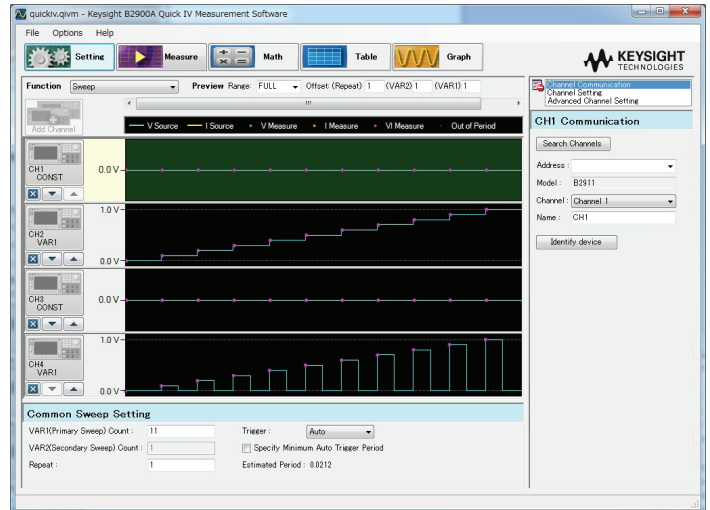 quickiv.qivm - Keysight B2900A Quick IV Measurement Software
File Options Help
Setting Measure Math Table Graph
KEYSIGHT
TECHNOLOGIES
Function Sweep Preview Range: FULL Offset: (Repeat) 1 (VAR2) 1 (VAR1) 1
Add Channel
V Source I Source V Measure I Measure VI Measure Out of Period
CH1
CONST
0.0 V
CH2
VAR1
1.0 V
0.0 V
CH3
CONST
0.0 V
CH4
VAR1
1.0 V
0.0 V
Common Sweep Setting
VAR1(Primary Sweep) Count : 11
VAR2(Secondary Sweep) Count : 1
Repeat : 1
Trigger : Auto
Specify Minimum Auto Trigger Period
Estimated Period : 0.0212
Channel Communication
Channel Setting
Advanced Channel Setting
CH1 Communication
Search Channels
Address :
Model : B2911
Channel : Channel 1
Name : CH1
Identify device